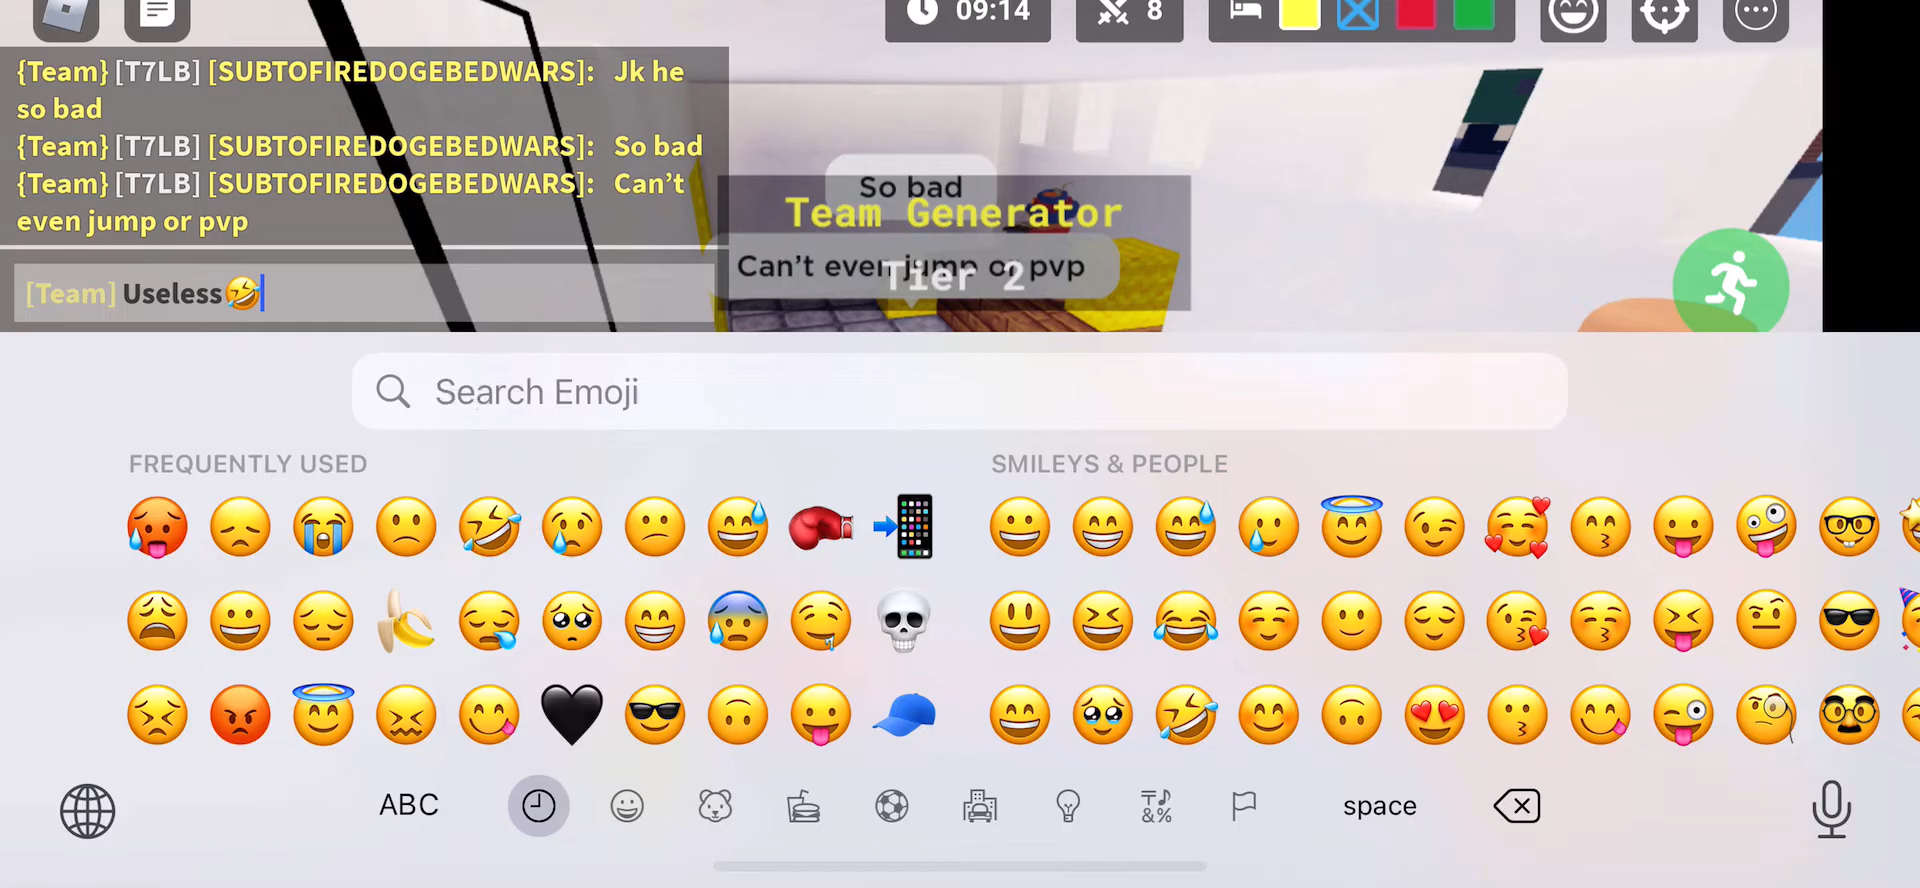 09:14
8
{Team} [T7LB] [SUBTOFIREDOGEBEDWARS]: Jk he
so bad
{Team} [T7LB] [SUBTOFIREDOGEBEDWARS]: So bad
{Team} [T7LB] [SUBTOFIREDOGEBEDWARS]: Can’t
even jump or pvp
[Team] Useless🤣
So bad
Team Generator
Can’t even jump or pvp
Tier 2
Search Emoji
FREQUENTLY USED
SMILEYS & PEOPLE
ABC
space